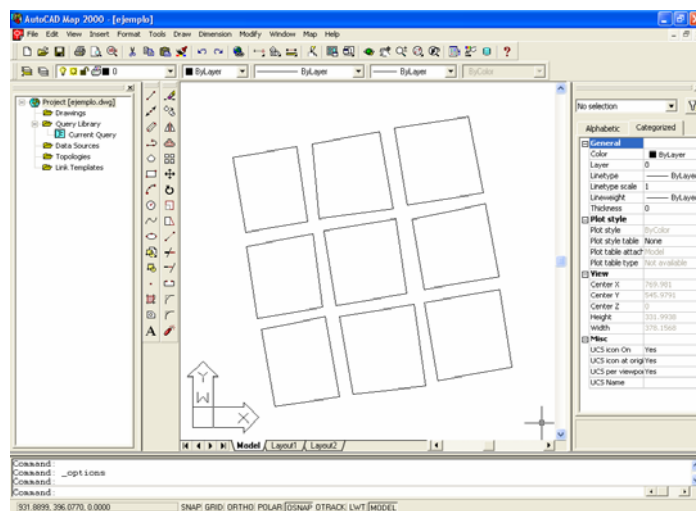 AutoCAD Map 2000 - [ejemplo]
File Edit View Insert Format Tools Draw Dimension Modify Window Map Help
0 ByLayer ByLayer ByLayer ByColor
Project [ejemplo.dwg]
Drawings
Query Library
Current Query
Data Sources
Topologies
Link Templates
A
Y
W
X
Model Layout1 Layout2
No selection
Alphabetic Categorized
General
Color ByLayer
Layer 0
Linetype ByLayer
Linetype scale 1
Lineweight ByLayer
Thickness 0
Plot style
Plot style ByColor
Plot style table None
Plot table attach Model
Plot table type Not available
View
Center X 769.981
Center Y 545.9791
Center Z 0
Height 331.9938
Width 378.1568
Misc
UCS icon On Yes
UCS icon at origi Yes
UCS per viewpor Yes
UCS Name
Command:
Command: _options
Command:
Command:
931.8899, 396.0770, 0.0000 SNAP GRID ORTHO POLAR OSNAP OTRACK LWT MODEL